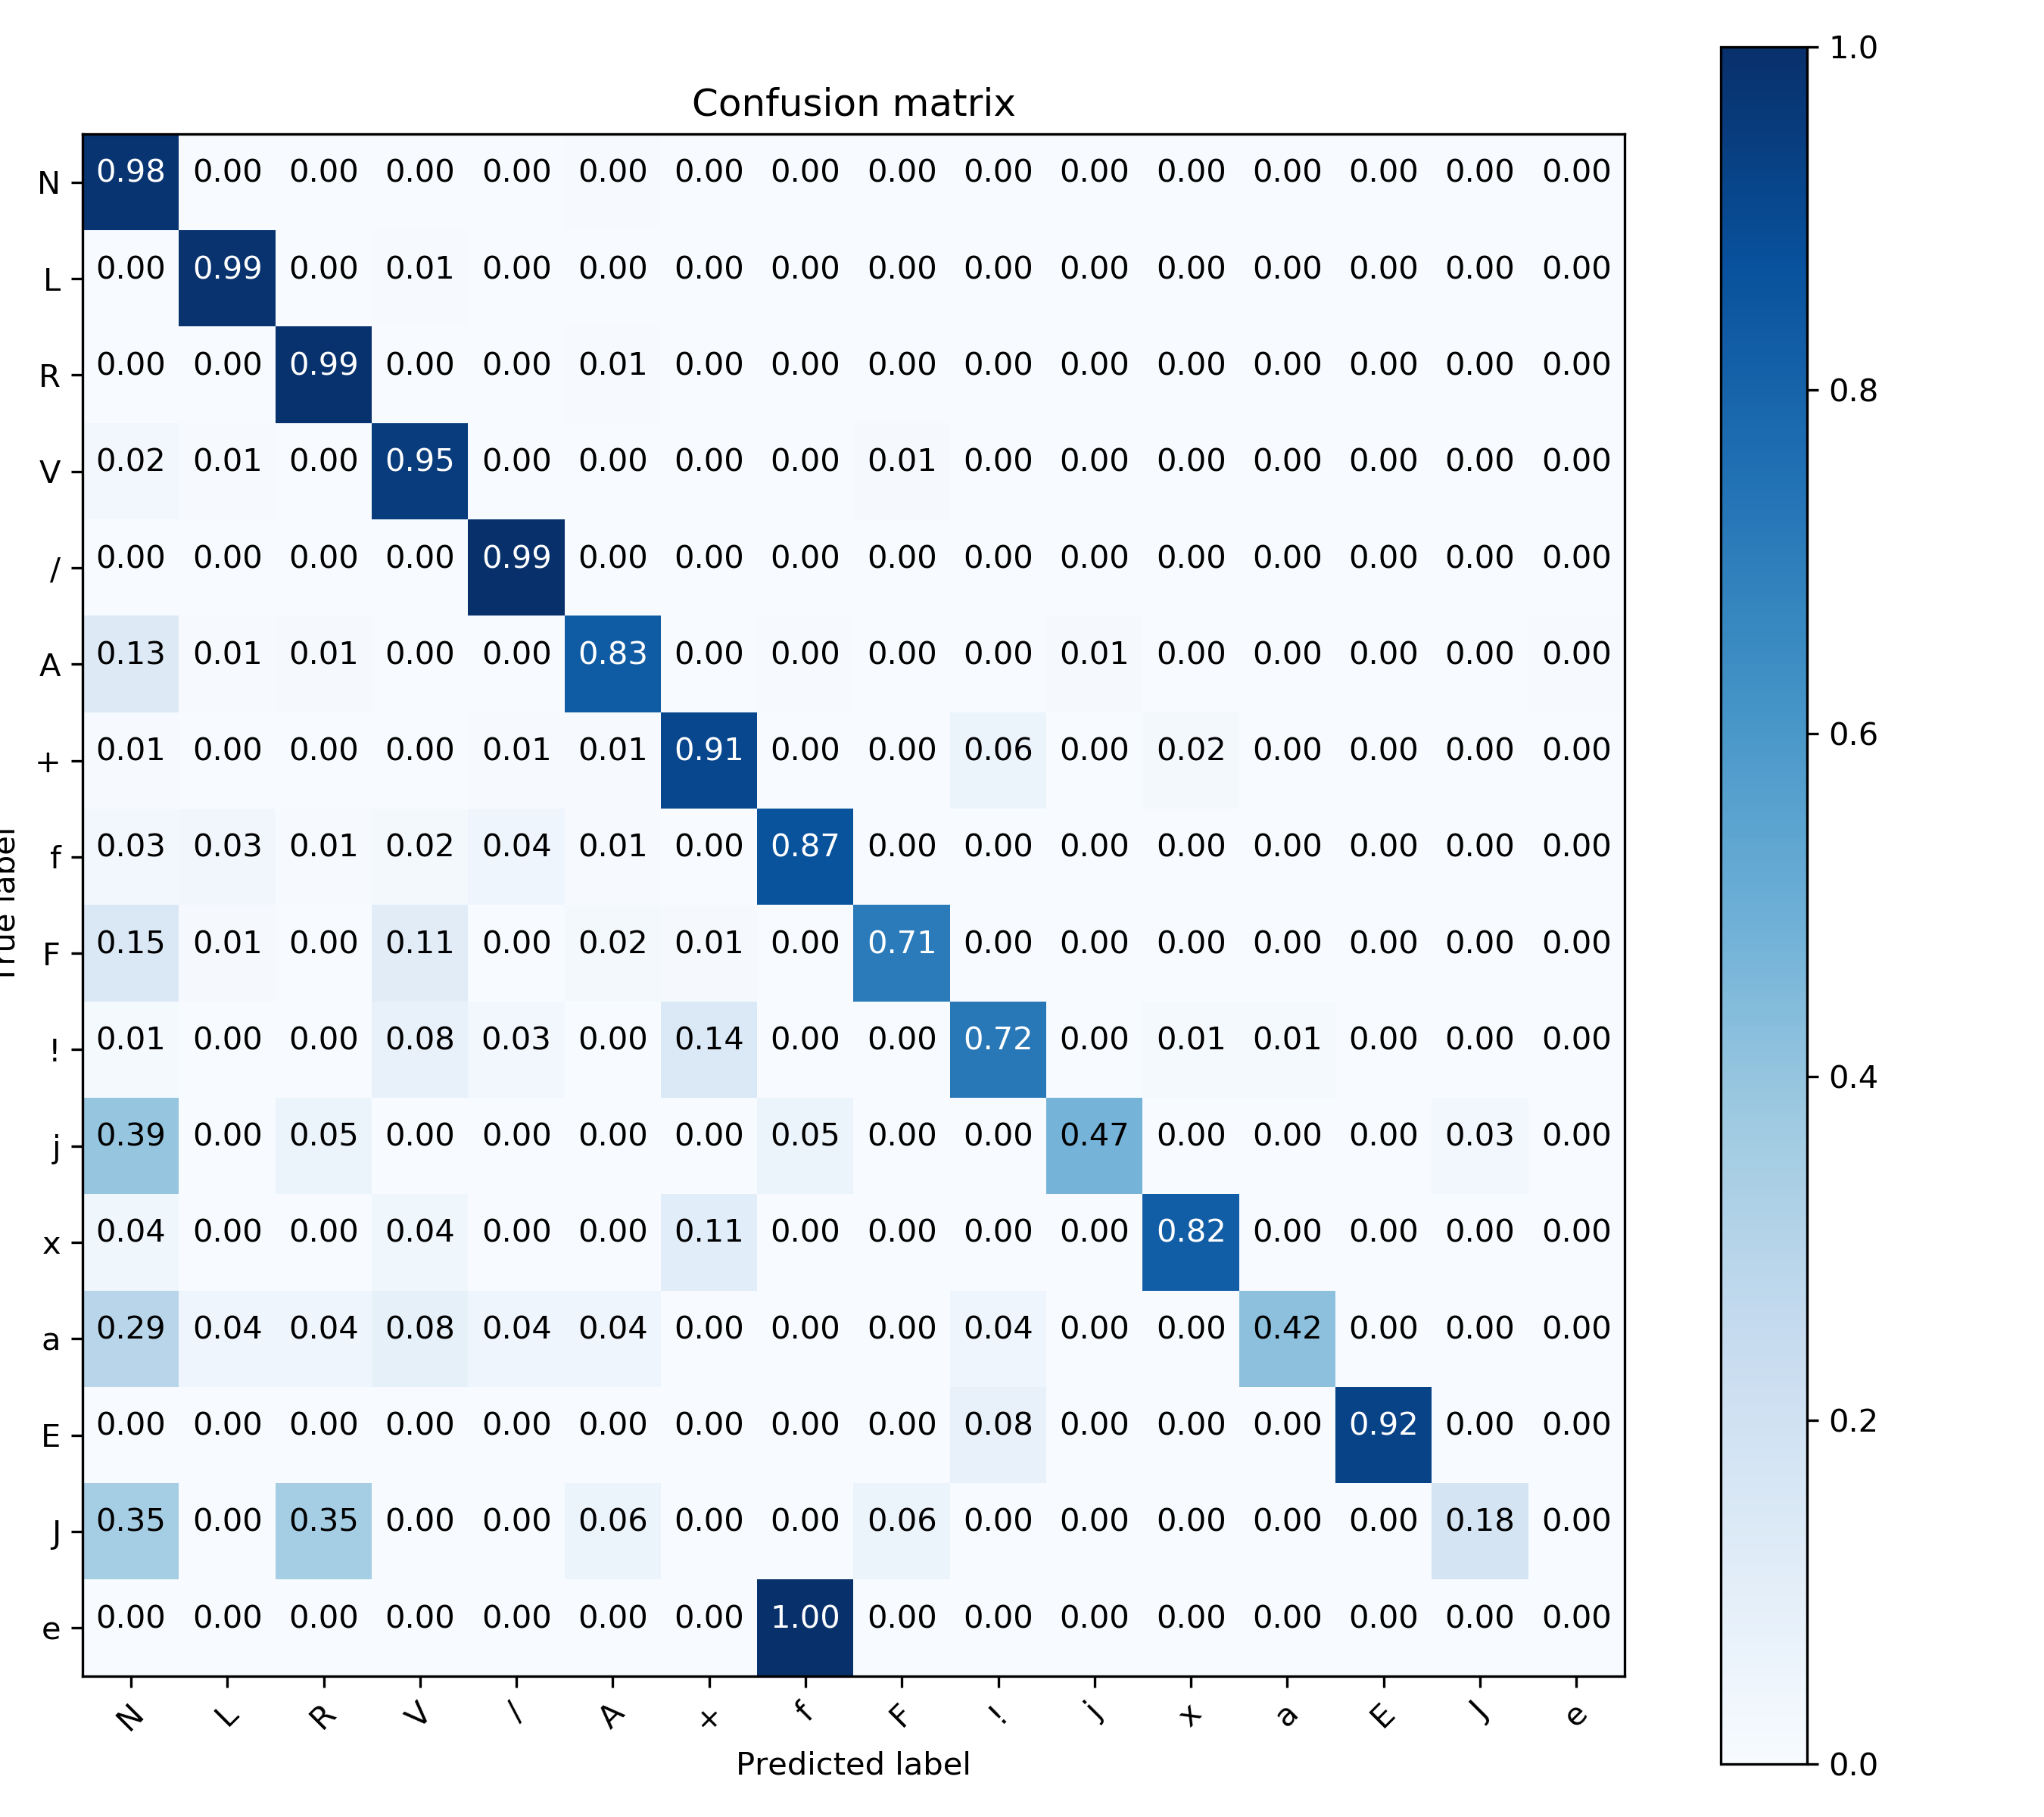 Confusion matrix
1.0
N 0.98 0.00 0.00 0.00 0.00 0.00 0.00 0.00 0.00 0.00 0.00 0.00 0.00 0.00 0.00 0.00
L 0.00 0.99 0.00 0.01 0.00 0.00 0.00 0.00 0.00 0.00 0.00 0.00 0.00 0.00 0.00 0.00
R 0.00 0.00 0.99 0.00 0.00 0.01 0.00 0.00 0.00 0.00 0.00 0.00 0.00 0.00 0.00 0.00
0.8
V 0.02 0.01 0.00 0.95 0.00 0.00 0.00 0.00 0.01 0.00 0.00 0.00 0.00 0.00 0.00 0.00
/ 0.00 0.00 0.00 0.00 0.99 0.00 0.00 0.00 0.00 0.00 0.00 0.00 0.00 0.00 0.00 0.00
A 0.13 0.01 0.01 0.00 0.00 0.83 0.00 0.00 0.00 0.00 0.01 0.00 0.00 0.00 0.00 0.00
0.6
+ 0.01 0.00 0.00 0.00 0.01 0.01 0.91 0.00 0.00 0.06 0.00 0.02 0.00 0.00 0.00 0.00
f 0.03 0.03 0.01 0.02 0.04 0.01 0.00 0.87 0.00 0.00 0.00 0.00 0.00 0.00 0.00 0.00
True label
F 0.15 0.01 0.00 0.11 0.00 0.02 0.01 0.00 0.71 0.00 0.00 0.00 0.00 0.00 0.00 0.00
! 0.01 0.00 0.00 0.08 0.03 0.00 0.14 0.00 0.00 0.72 0.00 0.01 0.01 0.00 0.00 0.00
0.4
j 0.39 0.00 0.05 0.00 0.00 0.00 0.00 0.05 0.00 0.00 0.47 0.00 0.00 0.00 0.03 0.00
x 0.04 0.00 0.00 0.04 0.00 0.00 0.11 0.00 0.00 0.00 0.00 0.82 0.00 0.00 0.00 0.00
a 0.29 0.04 0.04 0.08 0.04 0.04 0.00 0.00 0.00 0.04 0.00 0.00 0.42 0.00 0.00 0.00
0.2
E 0.00 0.00 0.00 0.00 0.00 0.00 0.00 0.00 0.00 0.08 0.00 0.00 0.00 0.92 0.00 0.00
J 0.35 0.00 0.35 0.00 0.00 0.06 0.00 0.00 0.06 0.00 0.00 0.00 0.00 0.00 0.18 0.00
e 0.00 0.00 0.00 0.00 0.00 0.00 0.00 1.00 0.00 0.00 0.00 0.00 0.00 0.00 0.00 0.00
N L R V / A + f F ! j x a E J e
Predicted label
0.0